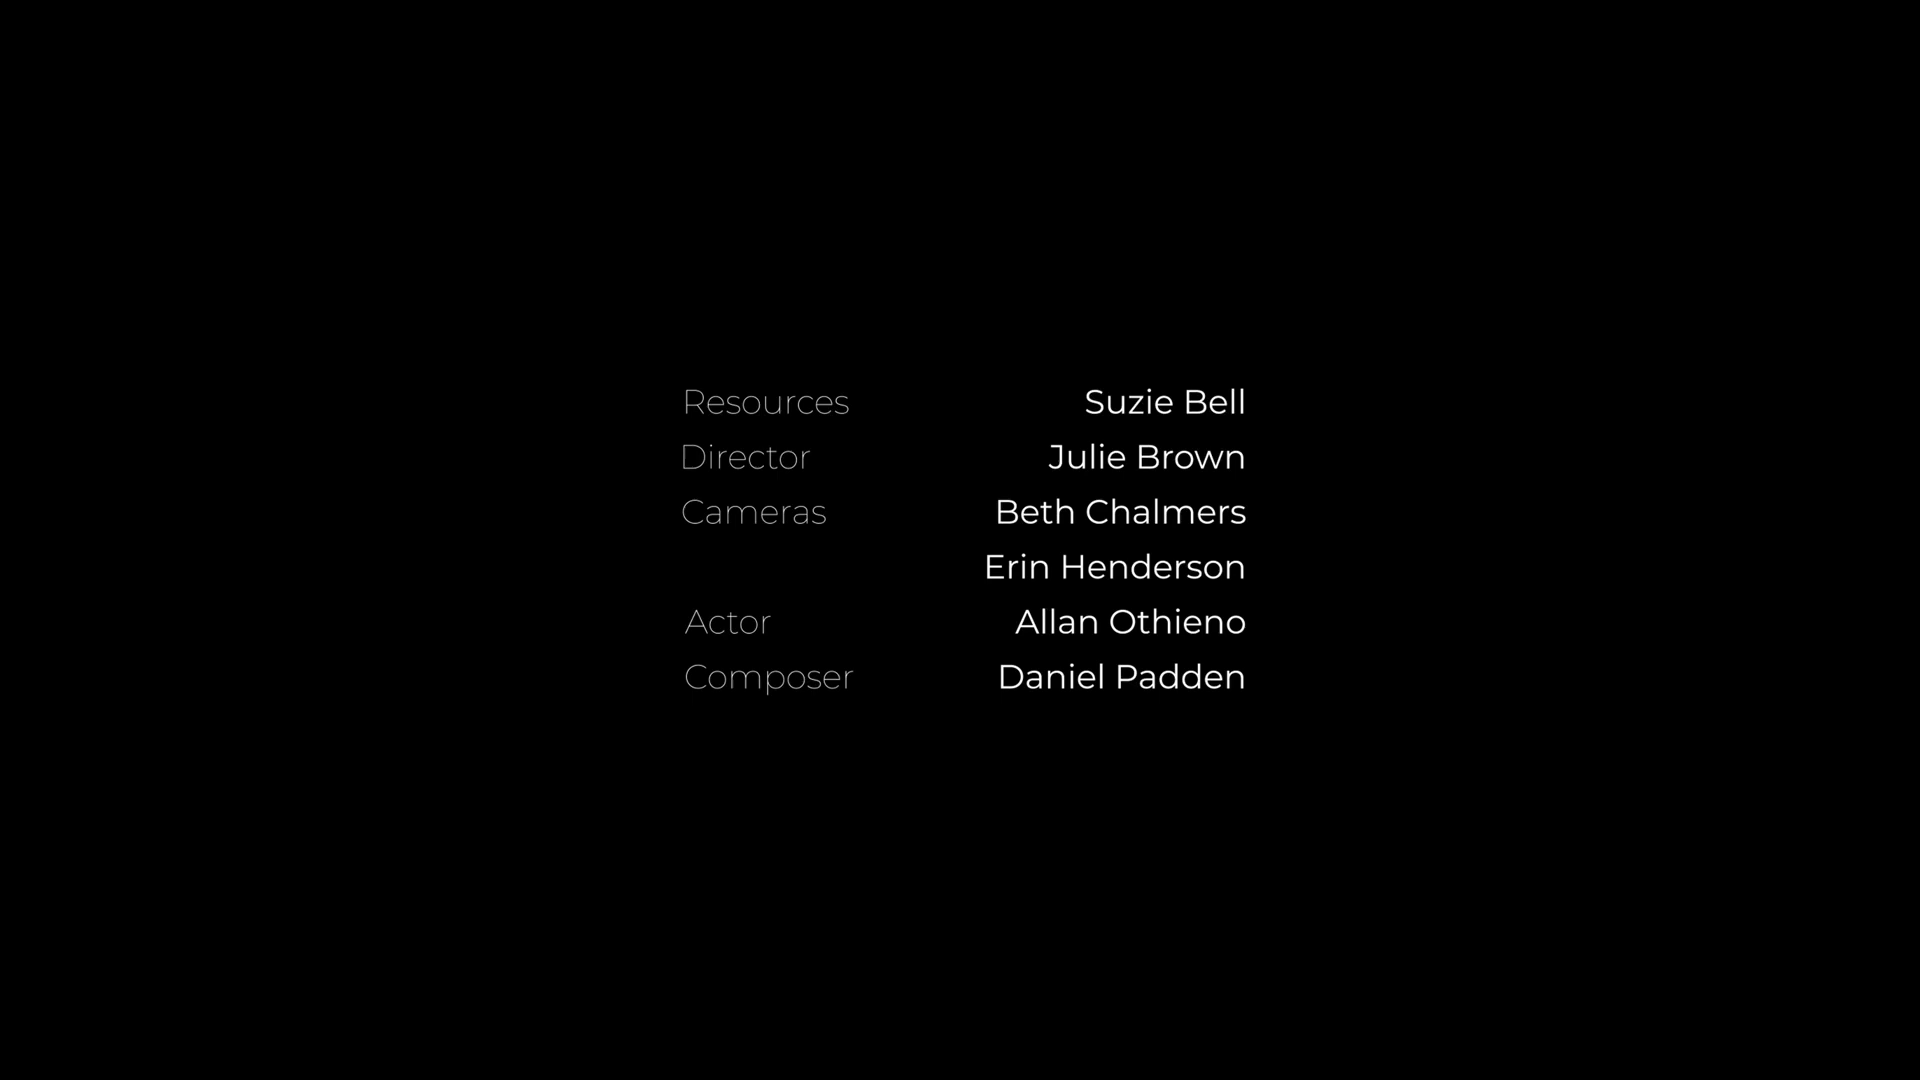 Resources Suzie Bell
Director Julie Brown
Cameras Beth Chalmers
Erin Henderson
Actor Allan Othieno
Composer Daniel Padden